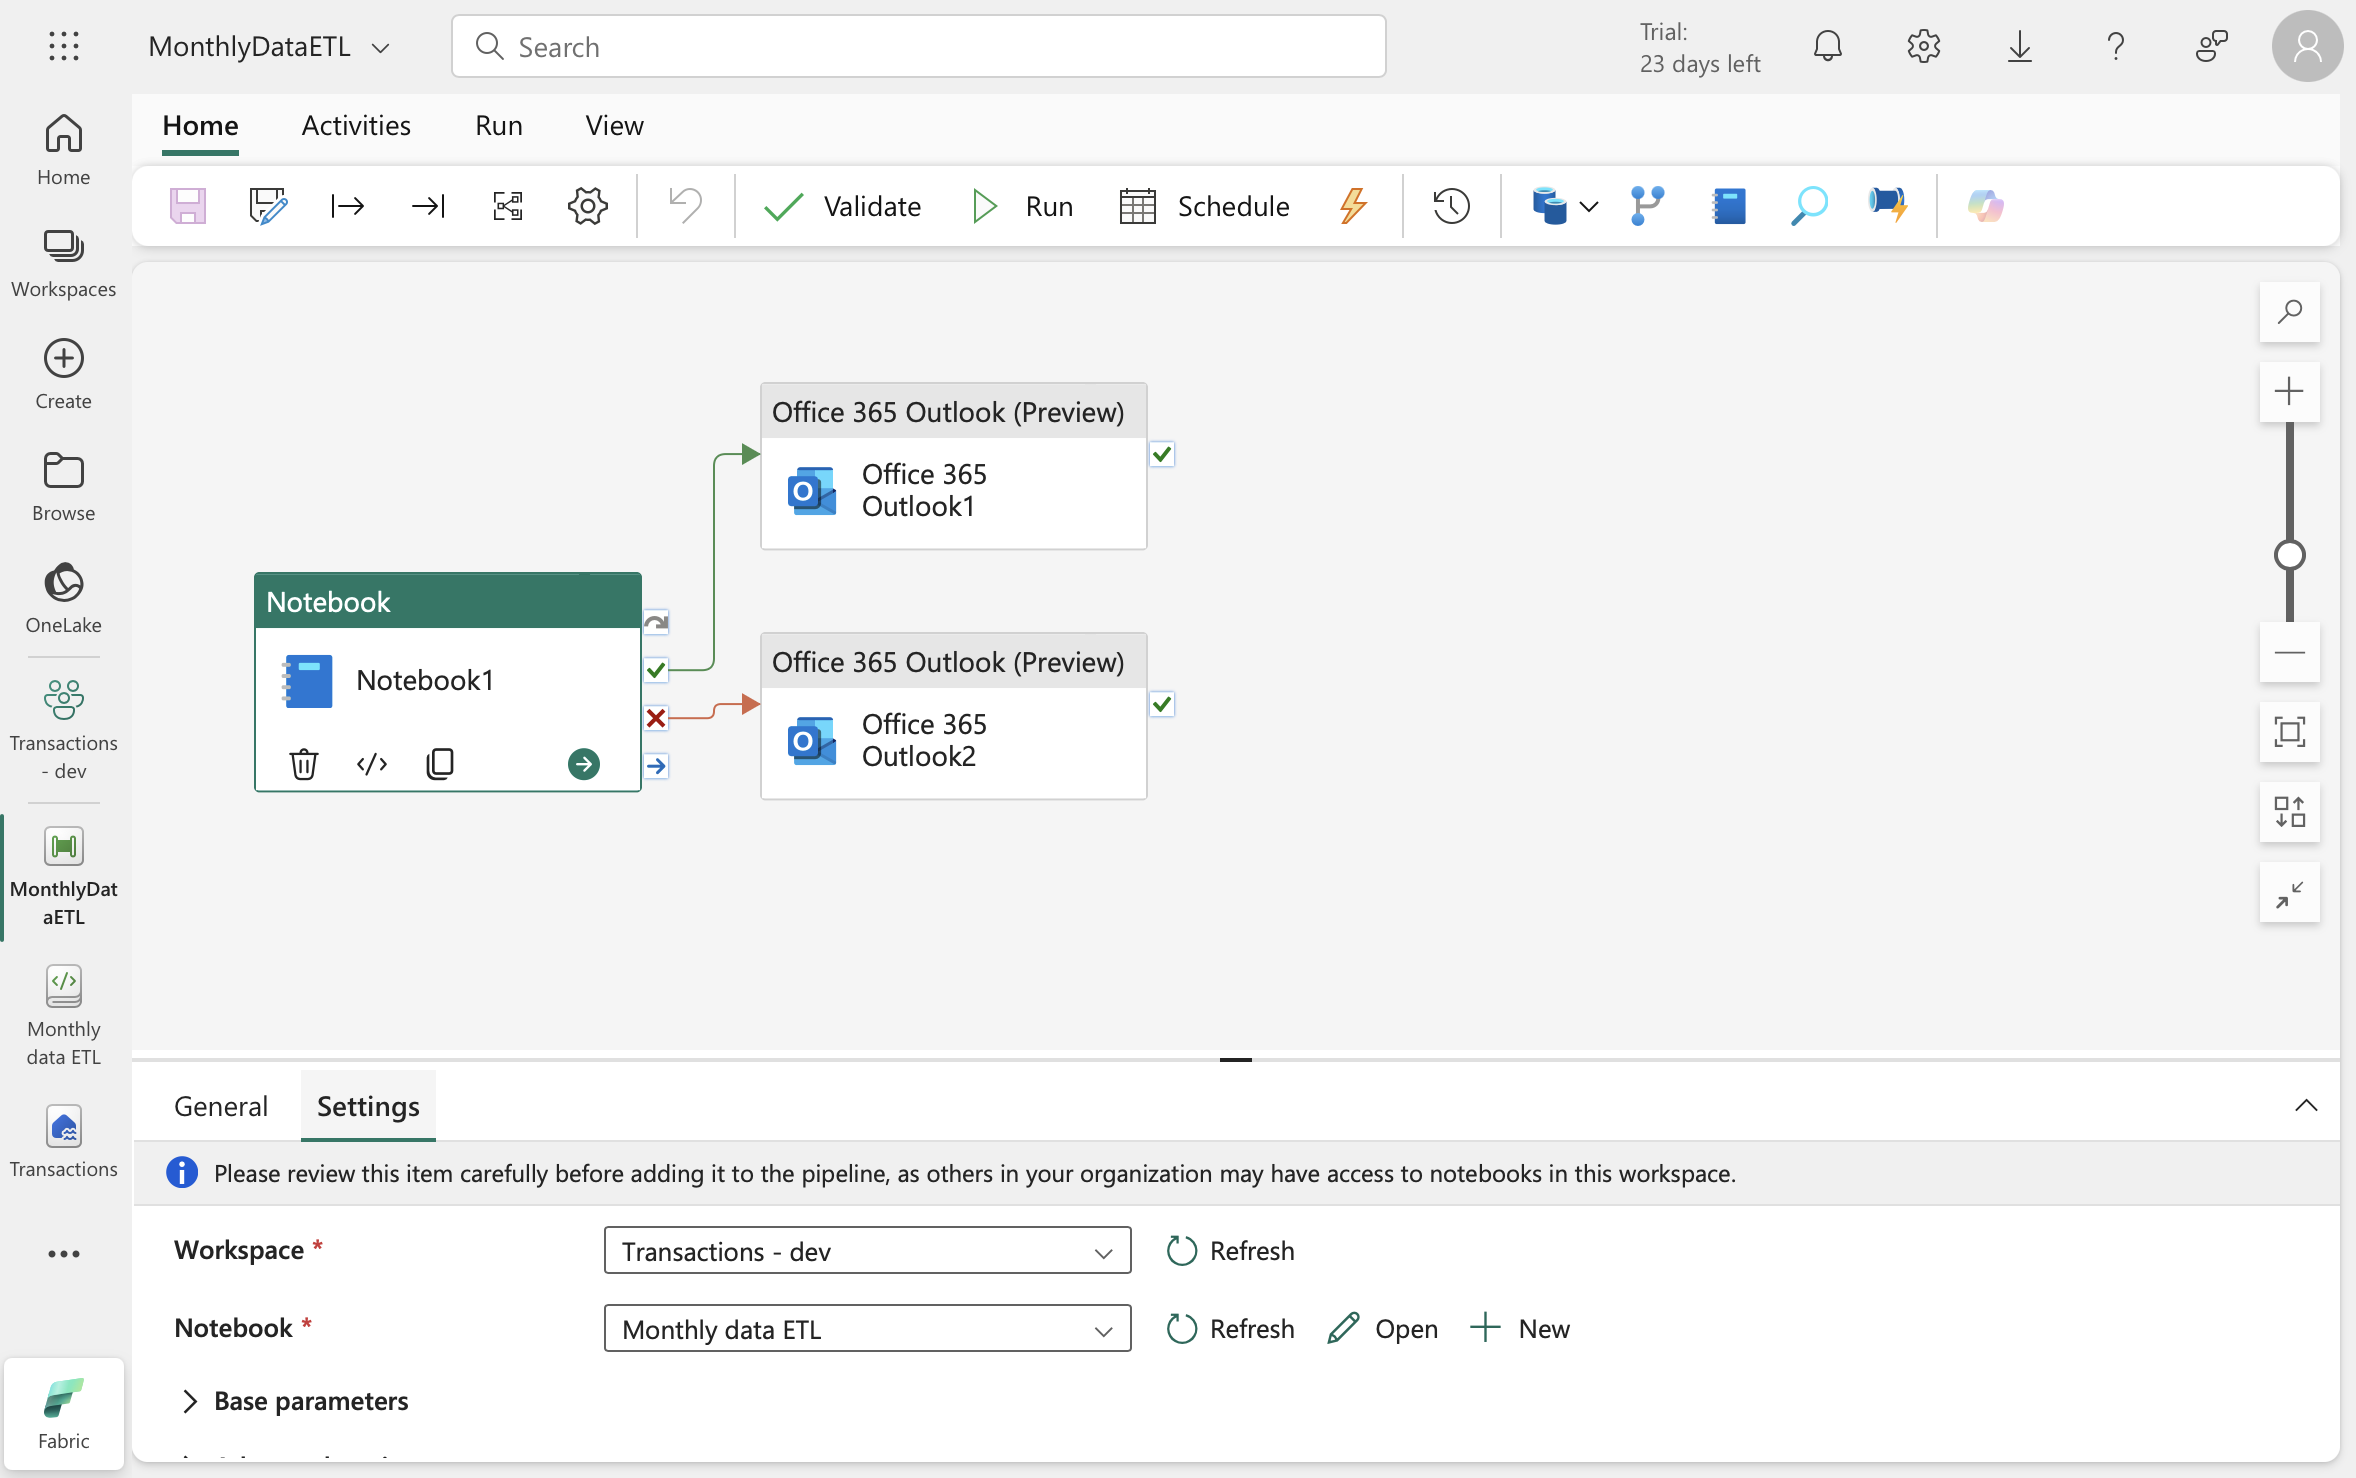 MonthlyDataETL
Search
Trial:
23 days left
Home
Activities
Run
View
Validate
Run
Schedule
Home
Workspaces
Create
Browse
OneLake
Transactions
- dev
MonthlyDat
aETL
Monthly
data ETL
Transactions
Fabric
Office 365 Outlook (Preview)
Office 365
Outlook1
Notebook
Notebook1
Office 365 Outlook (Preview)
Office 365
Outlook2
General
Settings
Please review this item carefully before adding it to the pipeline, as others in your organization may have access to notebooks in this workspace.
Workspace *
Transactions - dev
Refresh
Notebook *
Monthly data ETL
Refresh
Open
New
Base parameters